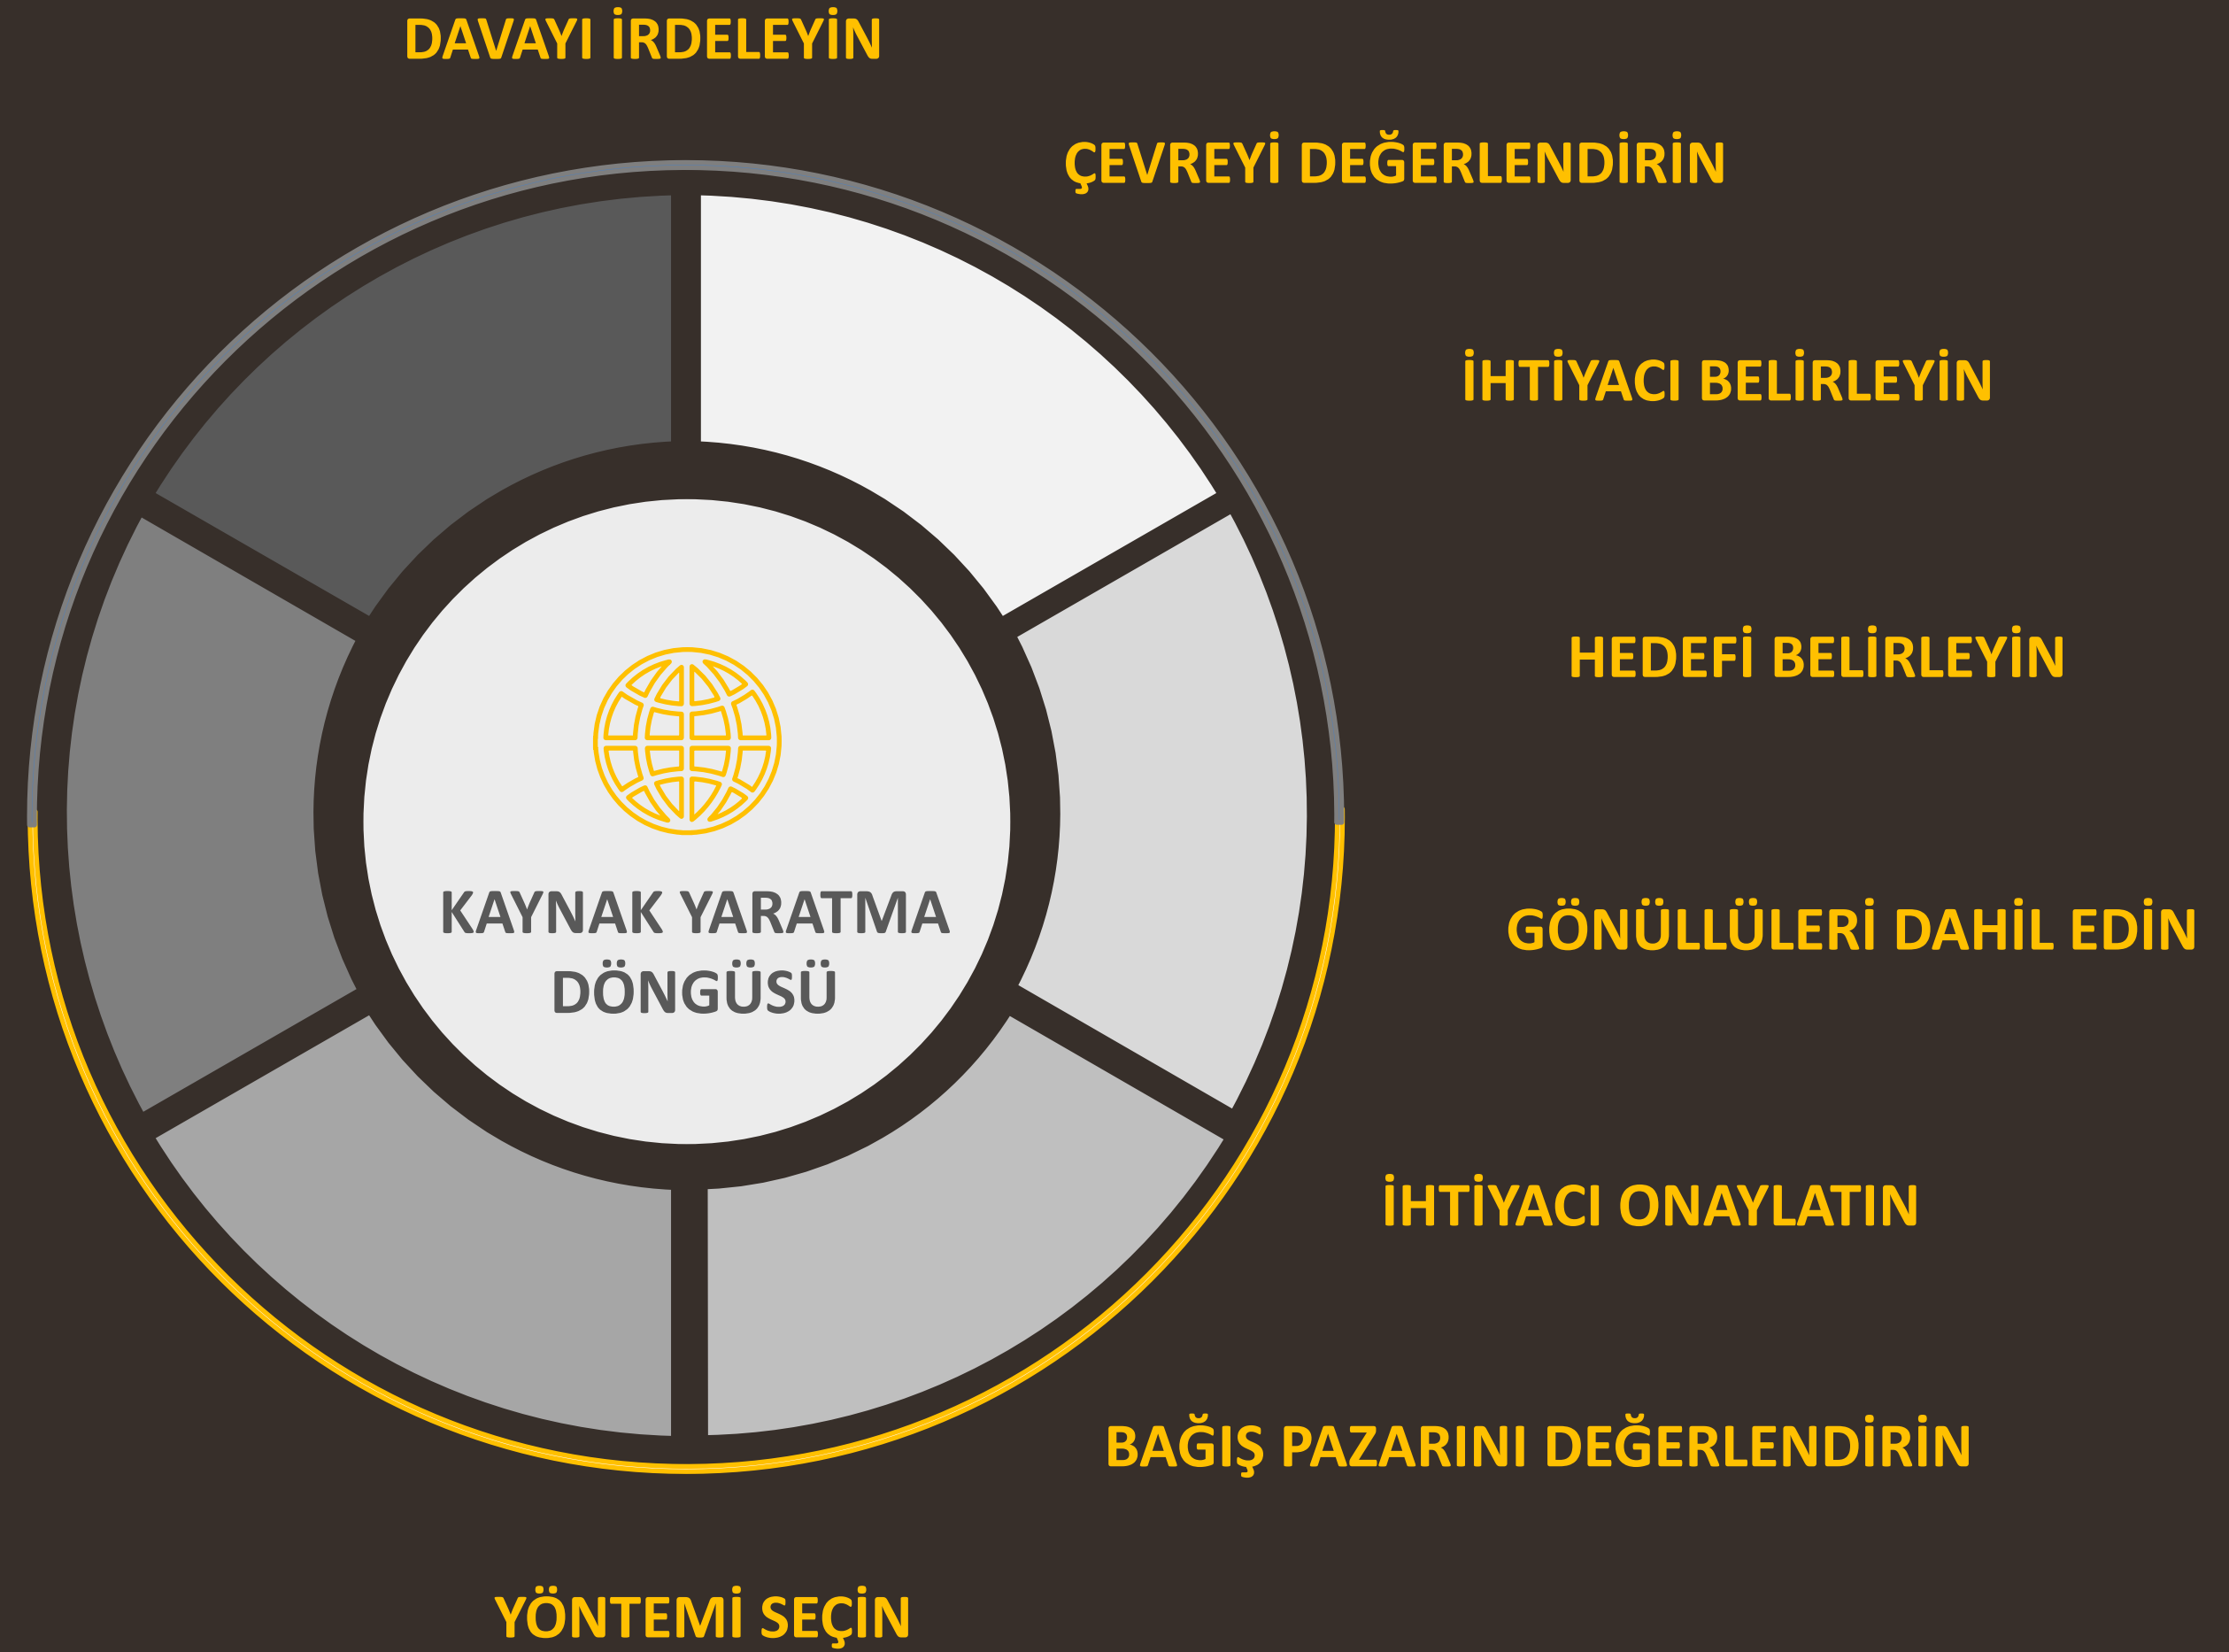 DAVAYI İRDELEYİN
ÇEVREYİ DEĞERLENDİRİN
İHTİYACI BELİRLEYİN
HEDEFİ BELİRLEYİN
GÖNÜLLÜLERİ DAHİL EDİN
İHTİYACI ONAYLATIN
BAĞIŞ PAZARINI DEĞERLENDİRİN
YÖNTEMİ SEÇİN
KAYNAK YARATMA
DÖNGÜSÜ